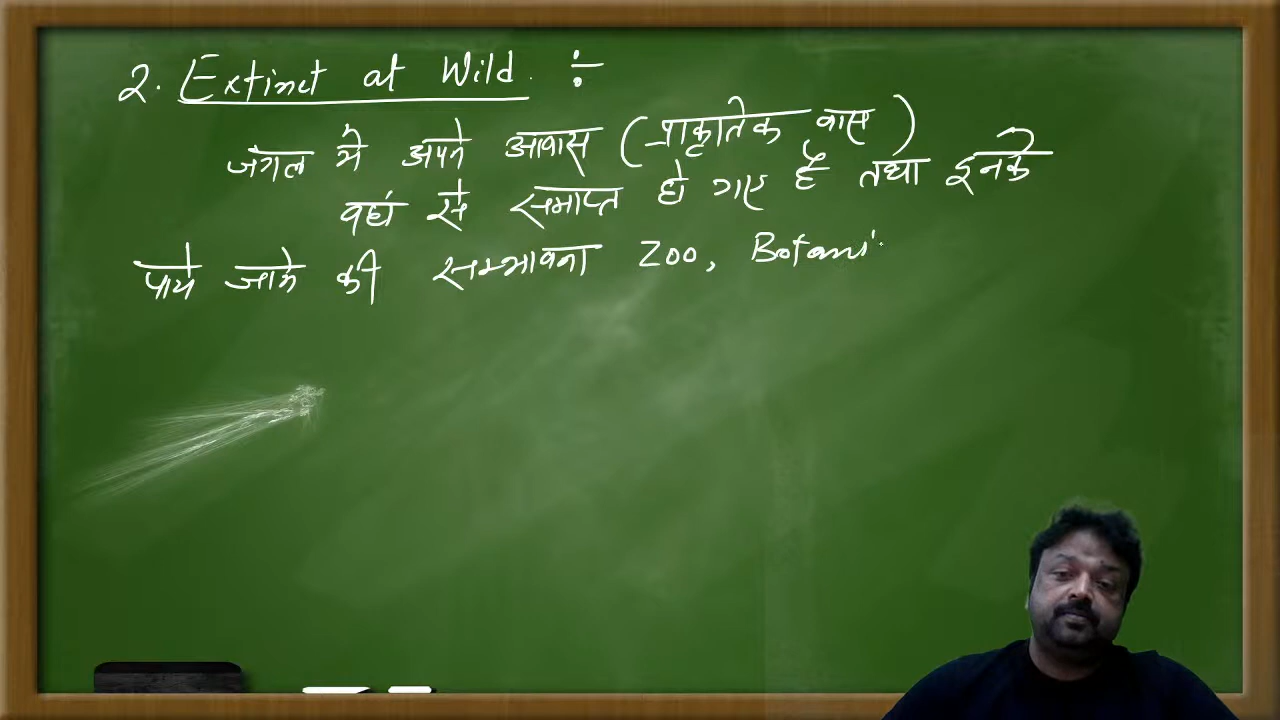 2. Extinct at Wild :-
जंगल मे अपने आवास (प्राकृतिक वास)
वहां से समाप्त हो गए हैं तथा इनके
पाये जाने की सम्भावना Zoo, Botani